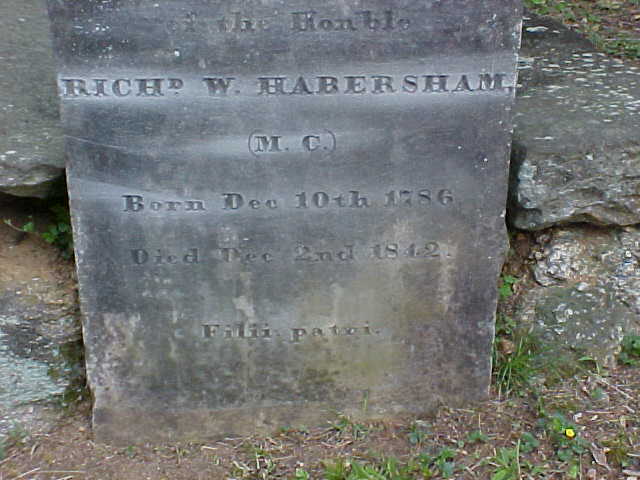 of the Honble
RICHᴰ W. HABERSHAM,
(M. C.)
Born Dec 10th 1786
Died Dec 2nd 1842.
Filii. patri.